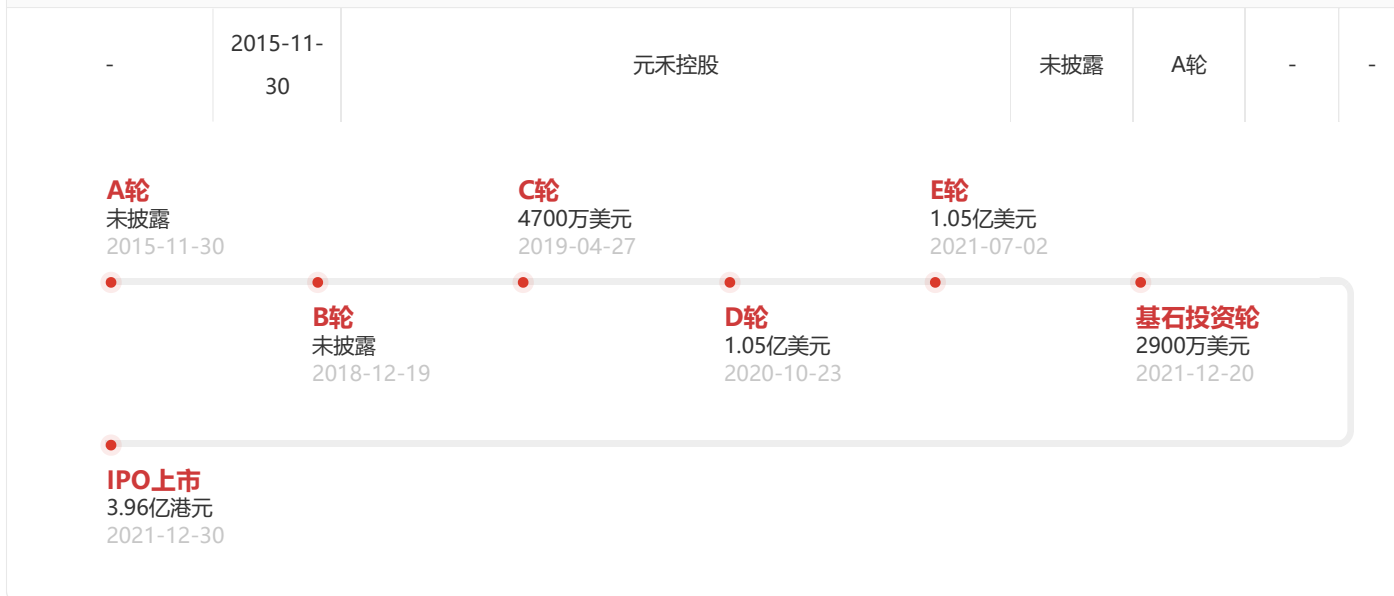 -
2015-11-
30
元禾控股
未披露
A轮
-
-
A轮
未披露
2015-11-30
C轮
4700万美元
2019-04-27
E轮
1.05亿美元
2021-07-02
B轮
未披露
2018-12-19
D轮
1.05亿美元
2020-10-23
基石投资轮
2900万美元
2021-12-20
IPO上市
3.96亿港元
2021-12-30